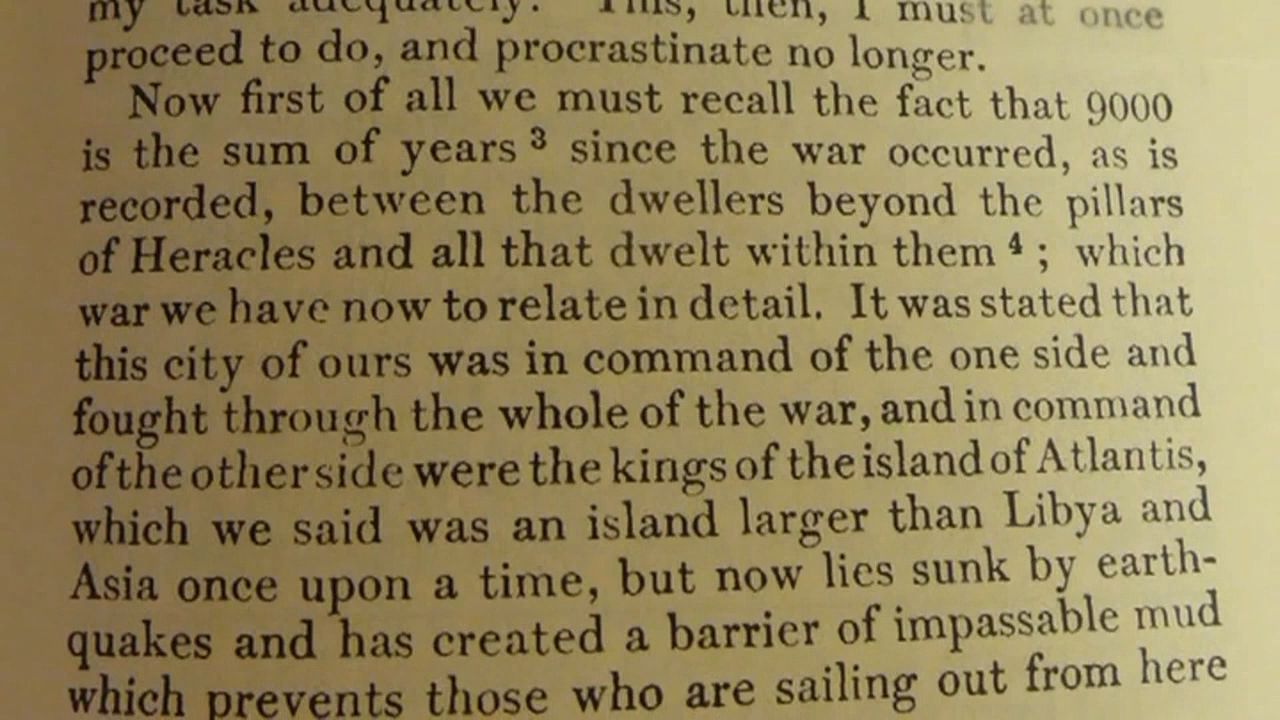 my task adequately. This, then, I must at once
proceed to do, and procrastinate no longer.
Now first of all we must recall the fact that 9000
is the sum of years ³ since the war occurred, as is
recorded, between the dwellers beyond the pillars
of Heracles and all that dwelt within them ⁴ ; which
war we have now to relate in detail. It was stated that
this city of ours was in command of the one side and
fought through the whole of the war, and in command
of the other side were the kings of the island of Atlantis,
which we said was an island larger than Libya and
Asia once upon a time, but now lies sunk by earth-
quakes and has created a barrier of impassable mud
which prevents those who are sailing out from here